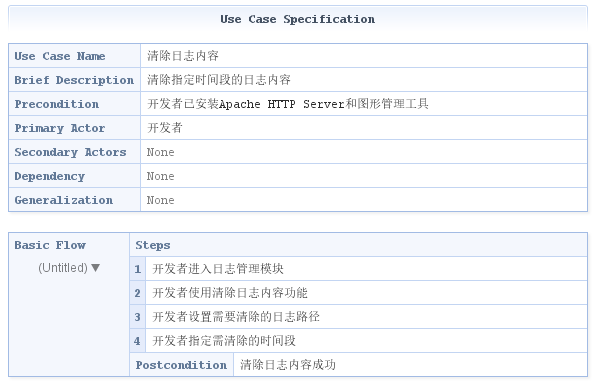 Use Case Specification
Use Case Name 清除日志内容
Brief Description 清除指定时间段的日志内容
Precondition 开发者已安装Apache HTTP Server和图形管理工具
Primary Actor 开发者
Secondary Actors None
Dependency None
Generalization None
Basic Flow Steps
(Untitled) ▼
1 开发者进入日志管理模块
2 开发者使用清除日志内容功能
3 开发者设置需要清除的日志路径
4 开发者指定需清除的时间段
Postcondition 清除日志内容成功